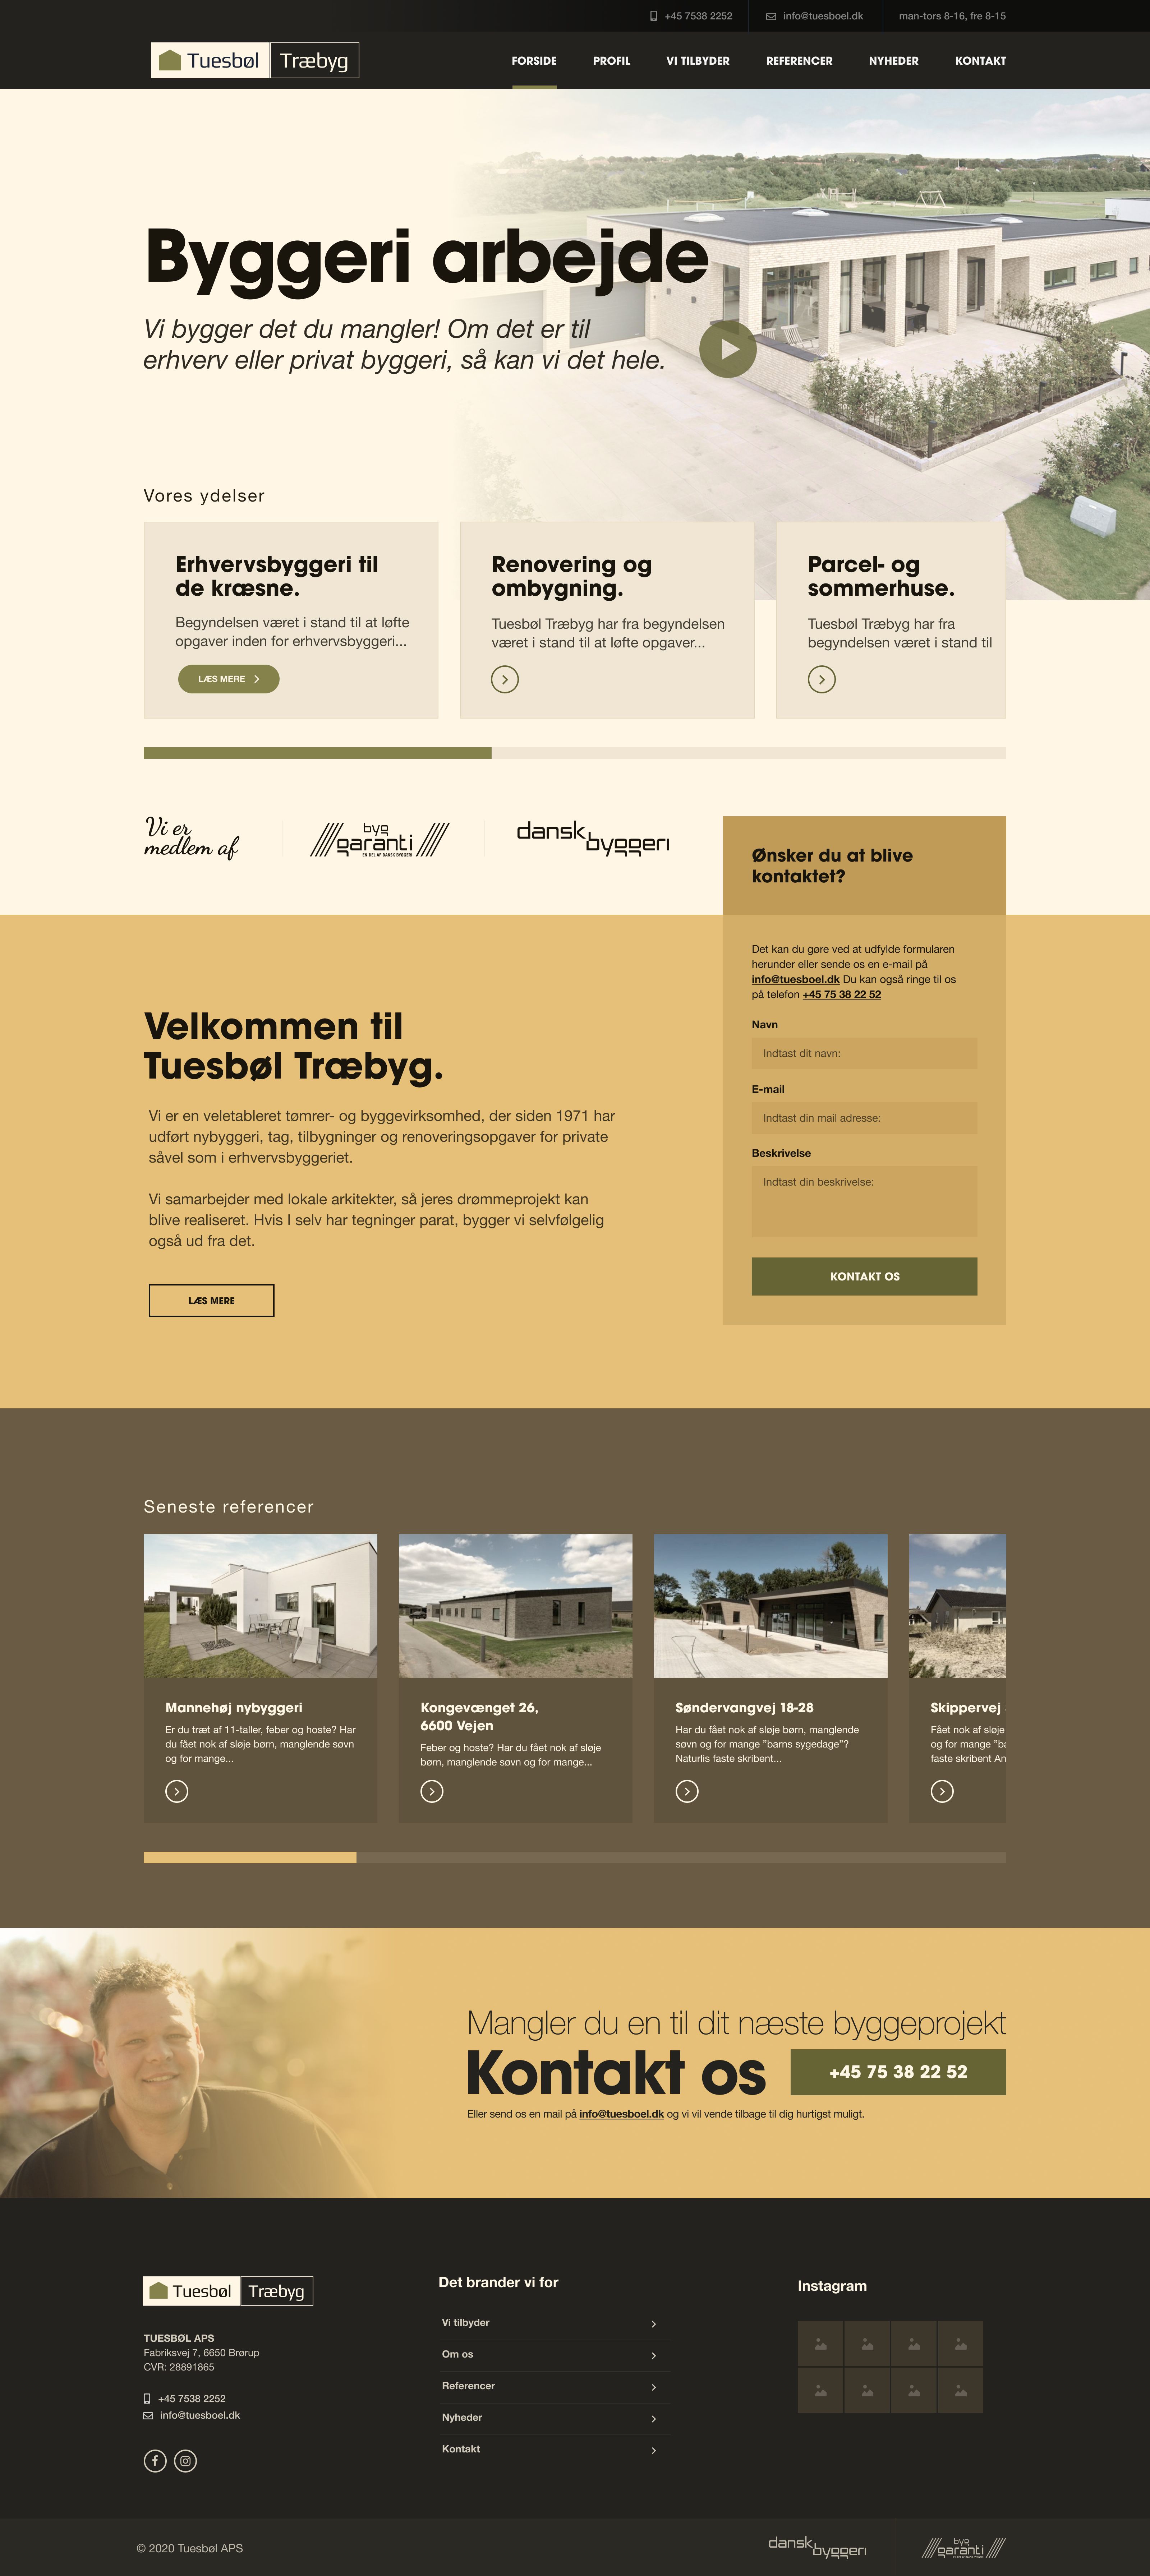 +45 7538 2252
info@tuesboel.dk
man-tors 8-16, fre 8-15
Tuesbøl Træbyg
FORSIDE
PROFIL
VI TILBYDER
REFERENCER
NYHEDER
KONTAKT
Byggeri arbejde
Vi bygger det du mangler! Om det er til
erhverv eller privat byggeri, så kan vi det hele.
Vores ydelser
Erhvervsbyggeri til
de kræsne.
Begyndelsen været i stand til at løfte
opgaver inden for erhvervsbyggeri...
LÆS MERE
Renovering og
ombygning.
Tuesbøl Træbyg har fra begyndelsen
været i stand til at løfte opgaver...
Parcel- og
sommerhuse.
Tuesbøl Træbyg har fra
begyndelsen været i stand til
Vi er
medlem af
byg
garanti
EN DEL AF DANSK BYGGERI
dansk
byggeri
Ønsker du at blive
kontaktet?
Det kan du gøre ved at udfylde formularen
herunder eller sende os en e-mail på
info@tuesboel.dk Du kan også ringe til os
på telefon +45 75 38 22 52
Navn
Indtast dit navn:
E-mail
Indtast din mail adresse:
Beskrivelse
Indtast din beskrivelse:
KONTAKT OS
Velkommen til
Tuesbøl Træbyg.
Vi er en veletableret tømrer- og byggevirksomhed, der siden 1971 har
udført nybyggeri, tag, tilbygninger og renoveringsopgaver for private
såvel som i erhvervsbyggeriet.
Vi samarbejder med lokale arkitekter, så jeres drømmeprojekt kan
blive realiseret. Hvis I selv har tegninger parat, bygger vi selvfølgelig
også ud fra det.
LÆS MERE
Seneste referencer
Mannehøj nybyggeri
Er du træt af 11-taller, feber og hoste? Har
du fået nok af sløje børn, manglende søvn
og for mange...
Kongevænget 26,
6600 Vejen
Feber og hoste? Har du fået nok af sløje
børn, manglende søvn og for mange...
Søndervangvej 18-28
Har du fået nok af sløje børn, manglende
søvn og for mange "barns sygedage"?
Naturlis faste skribent...
Skippervej
Fået nok af sløje
og for mange "ba
faste skribent An
Mangler du en til dit næste byggeprojekt
Kontakt os
+45 75 38 22 52
Eller send os en mail på info@tuesboel.dk og vi vil vende tilbage til dig hurtigst muligt.
Tuesbøl Træbyg
TUESBØL APS
Fabriksvej 7, 6650 Brørup
CVR: 28891865
+45 7538 2252
info@tuesboel.dk
Det brander vi for
Vi tilbyder
Om os
Referencer
Nyheder
Kontakt
Instagram
© 2020 Tuesbøl APS
dansk
byggeri
byg
garanti